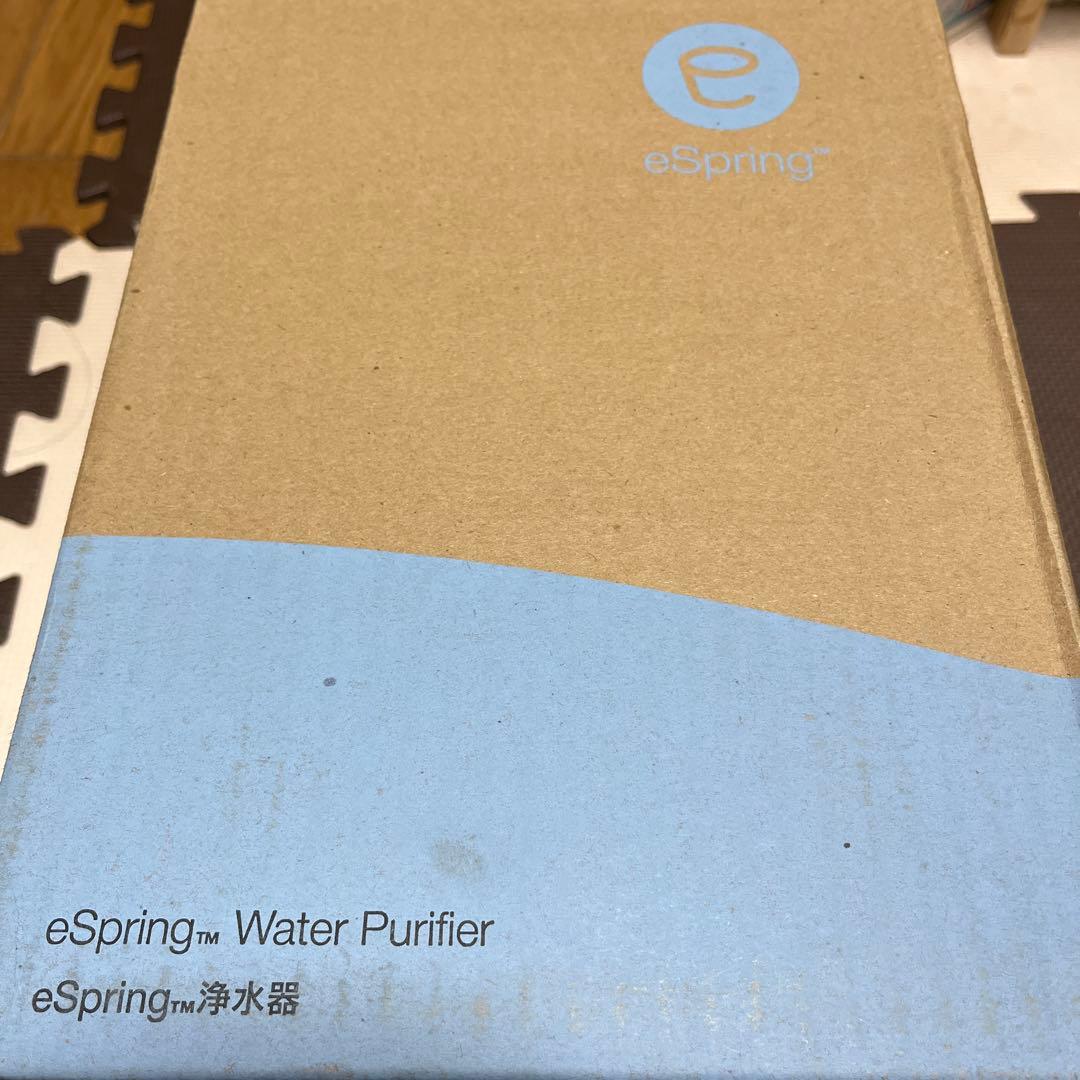 e
eSpring™
eSpring™ Water Purifier
eSpring™浄水器